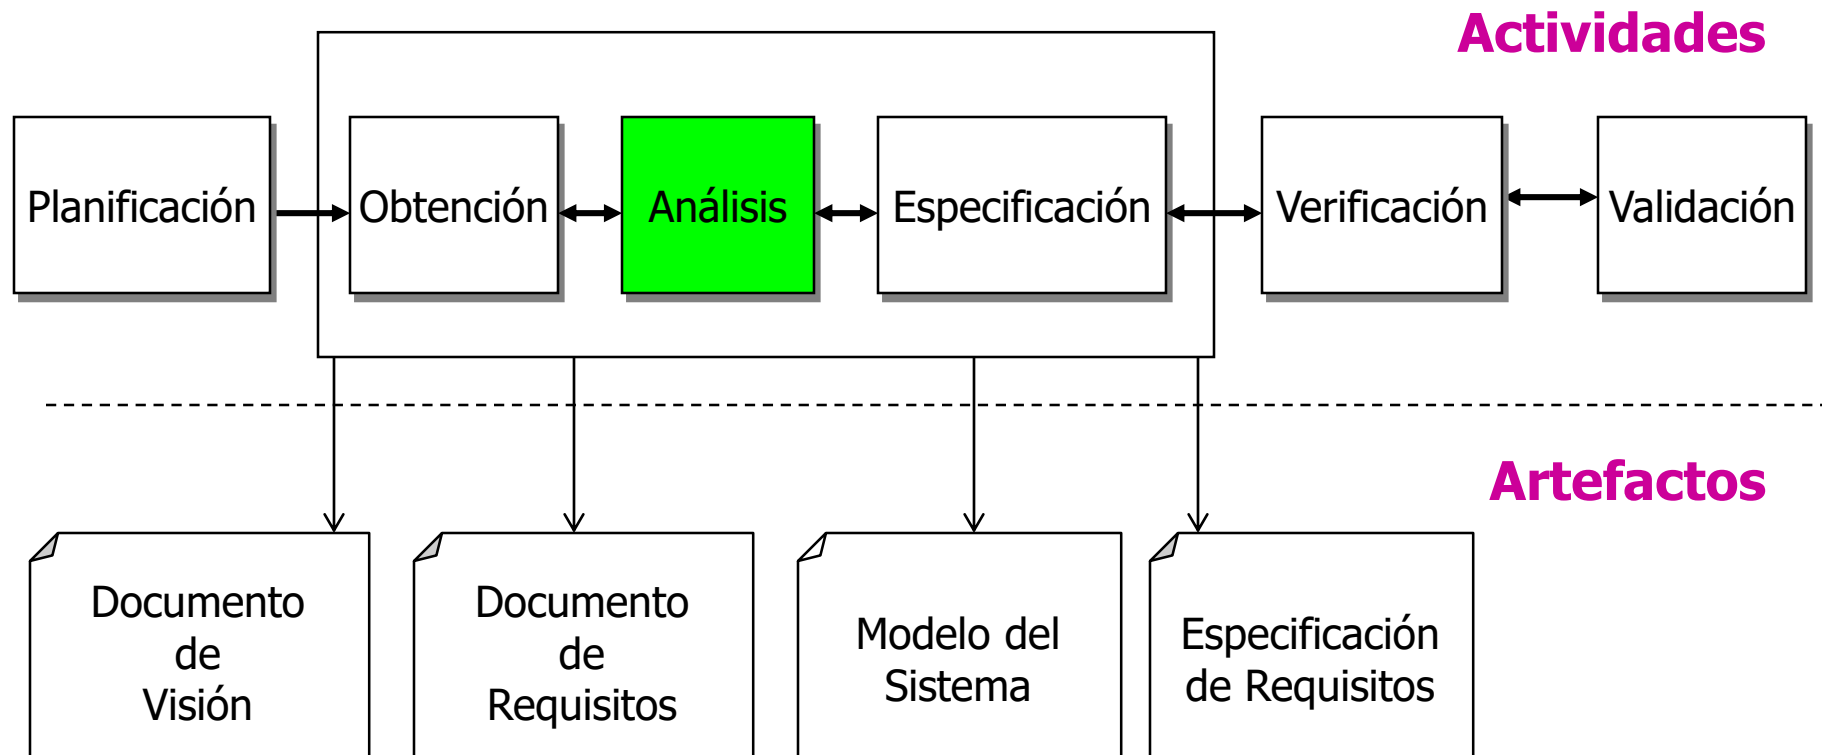 Actividades
Planificación
Obtención
Análisis
Especificación
Verificación
Validación
Artefactos
Documento
de
Visión
Documento
de
Requisitos
Modelo del
Sistema
Especificación
de Requisitos